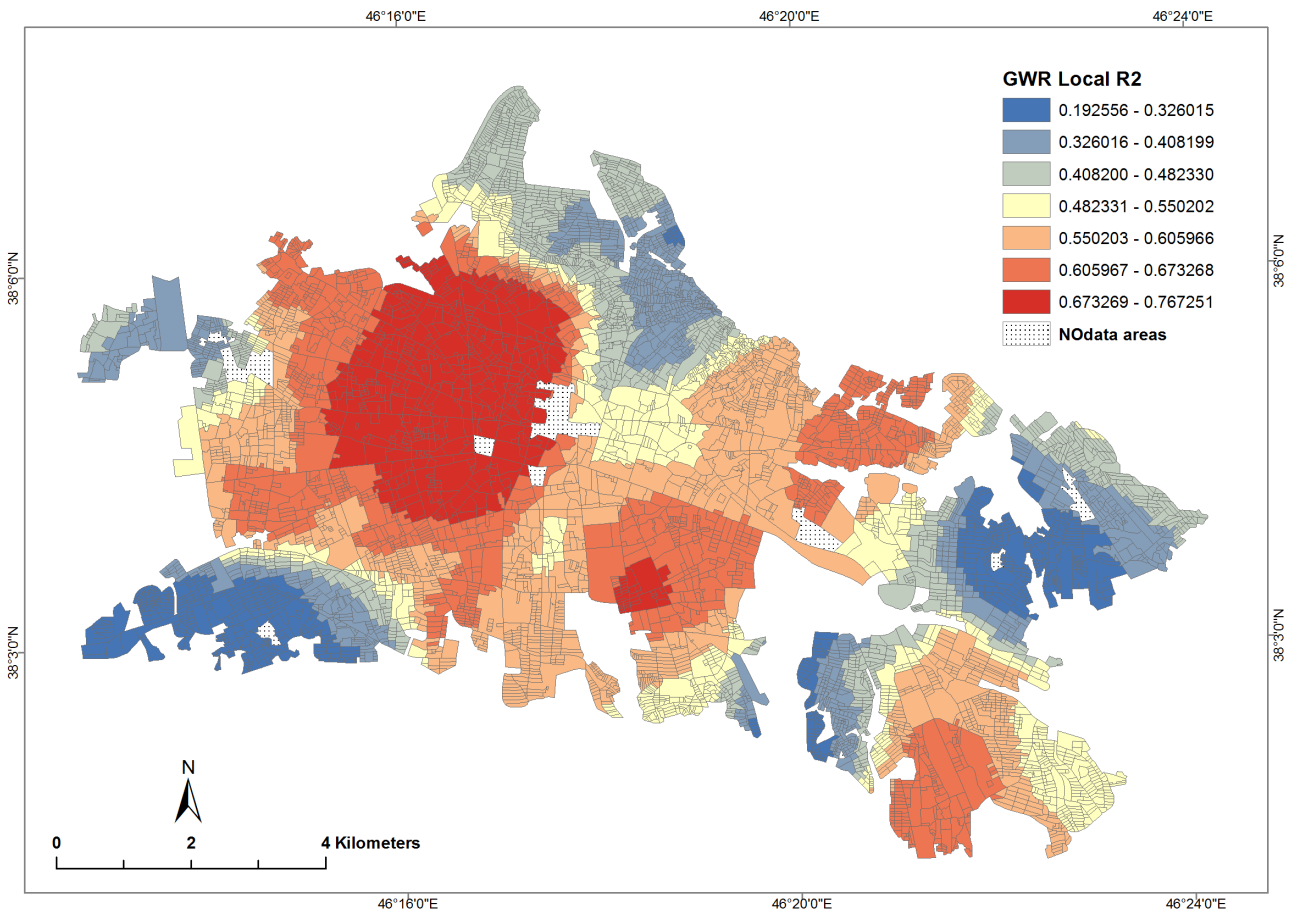 46°16'0"E 46°20'0"E 46°24'0"E
GWR Local R2
0.192556 - 0.326015
0.326016 - 0.408199
0.408200 - 0.482330
0.482331 - 0.550202
0.550203 - 0.605966
0.605967 - 0.673268
0.673269 - 0.767251
NOdata areas
38°6'0"N 38°6'0"N
38°3'0"N 38°3'0"N
N
0 2 4 Kilometers
46°16'0"E 46°20'0"E 46°24'0"E